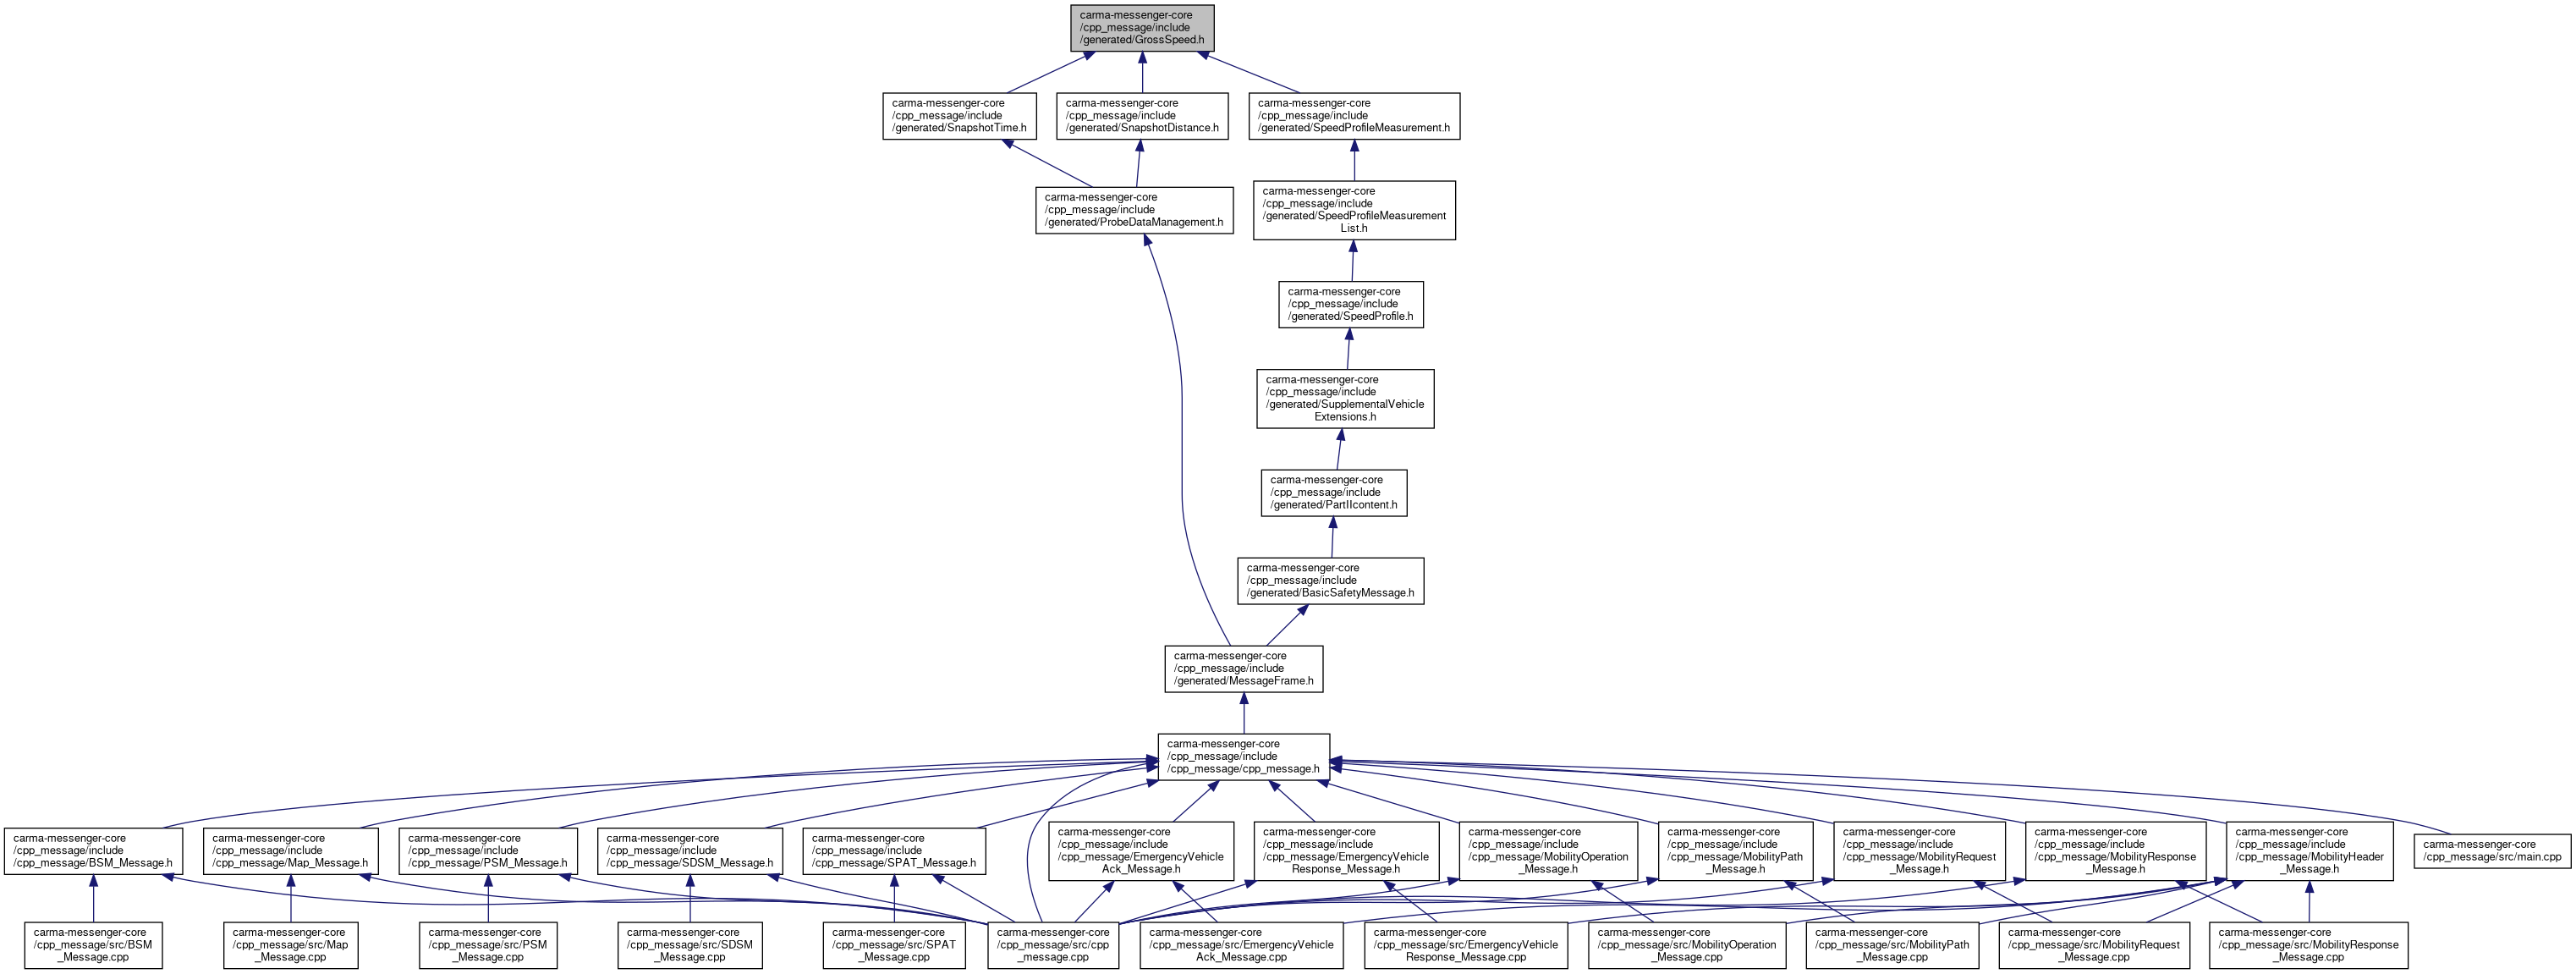 carma-messenger-core
/cpp_message/include
/generated/GrossSpeed.h
carma-messenger-core
/cpp_message/include
/generated/SnapshotTime.h
carma-messenger-core
/cpp_message/include
/generated/SnapshotDistance.h
carma-messenger-core
/cpp_message/include
/generated/SpeedProfileMeasurement.h
carma-messenger-core
/cpp_message/include
/generated/ProbeDataManagement.h
carma-messenger-core
/cpp_message/include
/generated/SpeedProfileMeasurement
List.h
carma-messenger-core
/cpp_message/include
/generated/SpeedProfile.h
carma-messenger-core
/cpp_message/include
/generated/SupplementalVehicle
Extensions.h
carma-messenger-core
/cpp_message/include
/generated/PartIIcontent.h
carma-messenger-core
/cpp_message/include
/generated/BasicSafetyMessage.h
carma-messenger-core
/cpp_message/include
/generated/MessageFrame.h
carma-messenger-core
/cpp_message/include
/cpp_message/cpp_message.h
carma-messenger-core
/cpp_message/include
/cpp_message/BSM_Message.h
carma-messenger-core
/cpp_message/include
/cpp_message/Map_Message.h
carma-messenger-core
/cpp_message/include
/cpp_message/PSM_Message.h
carma-messenger-core
/cpp_message/include
/cpp_message/SDSM_Message.h
carma-messenger-core
/cpp_message/include
/cpp_message/SPAT_Message.h
carma-messenger-core
/cpp_message/include
/cpp_message/EmergencyVehicle
Ack_Message.h
carma-messenger-core
/cpp_message/include
/cpp_message/EmergencyVehicle
Response_Message.h
carma-messenger-core
/cpp_message/include
/cpp_message/MobilityOperation
_Message.h
carma-messenger-core
/cpp_message/include
/cpp_message/MobilityPath
_Message.h
carma-messenger-core
/cpp_message/include
/cpp_message/MobilityRequest
_Message.h
carma-messenger-core
/cpp_message/include
/cpp_message/MobilityResponse
_Message.h
carma-messenger-core
/cpp_message/include
/cpp_message/MobilityHeader
_Message.h
carma-messenger-core
/cpp_message/src/main.cpp
carma-messenger-core
/cpp_message/src/BSM
_Message.cpp
carma-messenger-core
/cpp_message/src/Map
_Message.cpp
carma-messenger-core
/cpp_message/src/PSM
_Message.cpp
carma-messenger-core
/cpp_message/src/SDSM
_Message.cpp
carma-messenger-core
/cpp_message/src/SPAT
_Message.cpp
carma-messenger-core
/cpp_message/src/cpp
_message.cpp
carma-messenger-core
/cpp_message/src/EmergencyVehicle
Ack_Message.cpp
carma-messenger-core
/cpp_message/src/EmergencyVehicle
Response_Message.cpp
carma-messenger-core
/cpp_message/src/MobilityOperation
_Message.cpp
carma-messenger-core
/cpp_message/src/MobilityPath
_Message.cpp
carma-messenger-core
/cpp_message/src/MobilityRequest
_Message.cpp
carma-messenger-core
/cpp_message/src/MobilityResponse
_Message.cpp